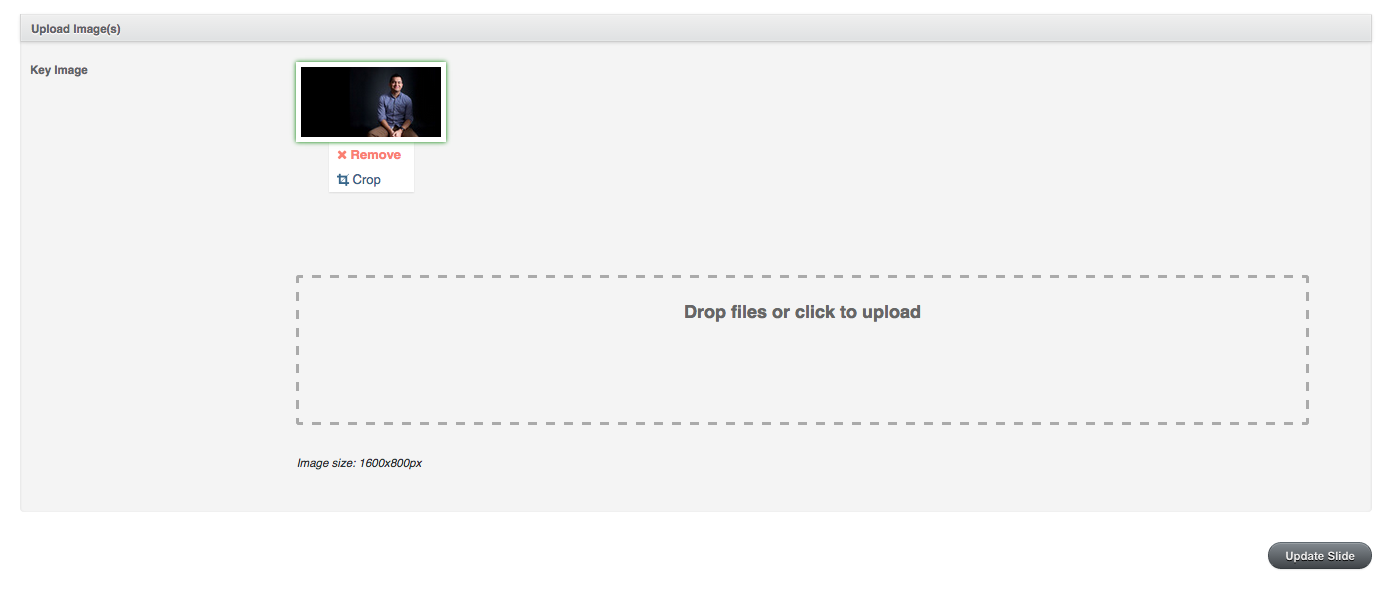 Upload Image(s)
Key Image
Remove
Crop
Drop files or click to upload
Image size: 1600x800px
Update Slide